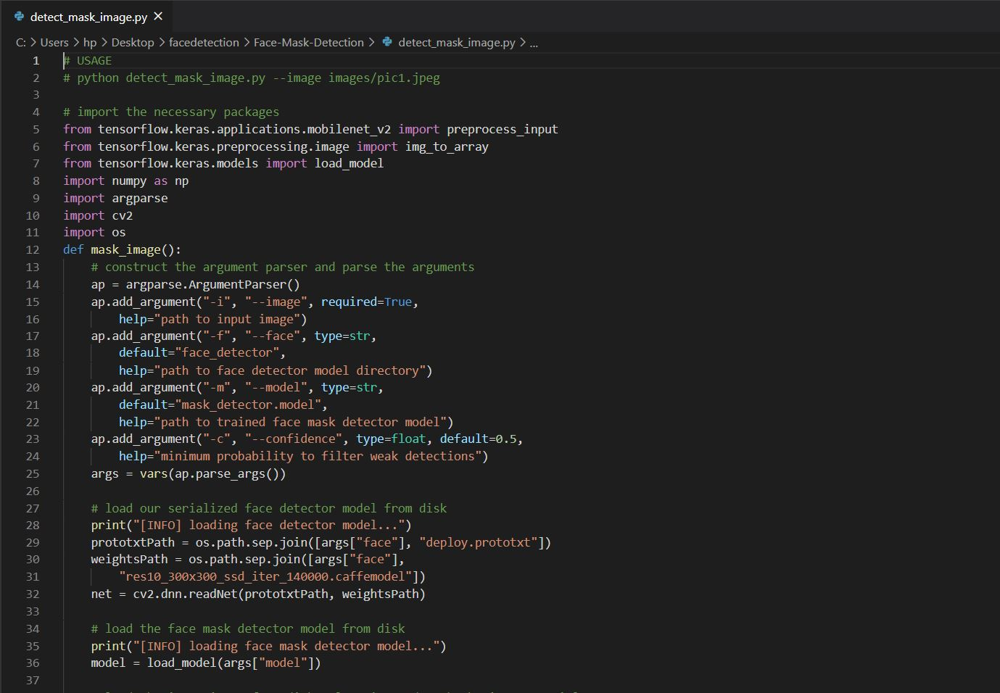 detect_mask_image.py ×
C: > Users > hp > Desktop > facedetection > Face-Mask-Detection > detect_mask_image.py > ...
1 # USAGE
2 # python detect_mask_image.py --image images/pic1.jpeg
3
4 # import the necessary packages
5 from tensorflow.keras.applications.mobilenet_v2 import preprocess_input
6 from tensorflow.keras.preprocessing.image import img_to_array
7 from tensorflow.keras.models import load_model
8 import numpy as np
9 import argparse
10 import cv2
11 import os
12 def mask_image():
13     # construct the argument parser and parse the arguments
14     ap = argparse.ArgumentParser()
15     ap.add_argument("-i", "--image", required=True,
16         help="path to input image")
17     ap.add_argument("-f", "--face", type=str,
18         default="face_detector",
19         help="path to face detector model directory")
20     ap.add_argument("-m", "--model", type=str,
21         default="mask_detector.model",
22         help="path to trained face mask detector model")
23     ap.add_argument("-c", "--confidence", type=float, default=0.5,
24         help="minimum probability to filter weak detections")
25     args = vars(ap.parse_args())
26
27     # load our serialized face detector model from disk
28     print("[INFO] loading face detector model...")
29     prototxtPath = os.path.sep.join([args["face"], "deploy.prototxt"])
30     weightsPath = os.path.sep.join([args["face"],
31         "res10_300x300_ssd_iter_140000.caffemodel"])
32     net = cv2.dnn.readNet(prototxtPath, weightsPath)
33
34     # load the face mask detector model from disk
35     print("[INFO] loading face mask detector model...")
36     model = load_model(args["model"])
37